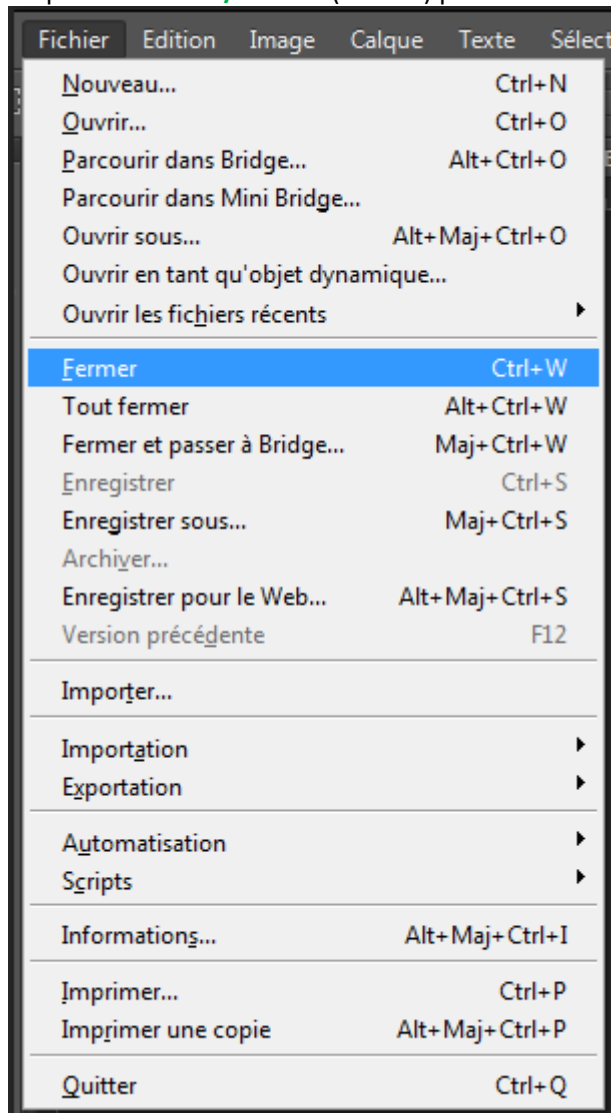 Fichier Edition Image Calque Texte Sélect
Nouveau... Ctrl+N
Ouvrir... Ctrl+O
Parcourir dans Bridge... Alt+Ctrl+O
Parcourir dans Mini Bridge...
Ouvrir sous... Alt+Maj+Ctrl+O
Ouvrir en tant qu'objet dynamique...
Ouvrir les fichiers récents
Fermer Ctrl+W
Tout fermer Alt+Ctrl+W
Fermer et passer à Bridge... Maj+Ctrl+W
Enregistrer Ctrl+S
Enregistrer sous... Maj+Ctrl+S
Archiver...
Enregistrer pour le Web... Alt+Maj+Ctrl+S
Version précédente F12
Importer...
Importation
Exportation
Automatisation
Scripts
Informations... Alt+Maj+Ctrl+I
Imprimer... Ctrl+P
Imprimer une copie Alt+Maj+Ctrl+P
Quitter Ctrl+Q